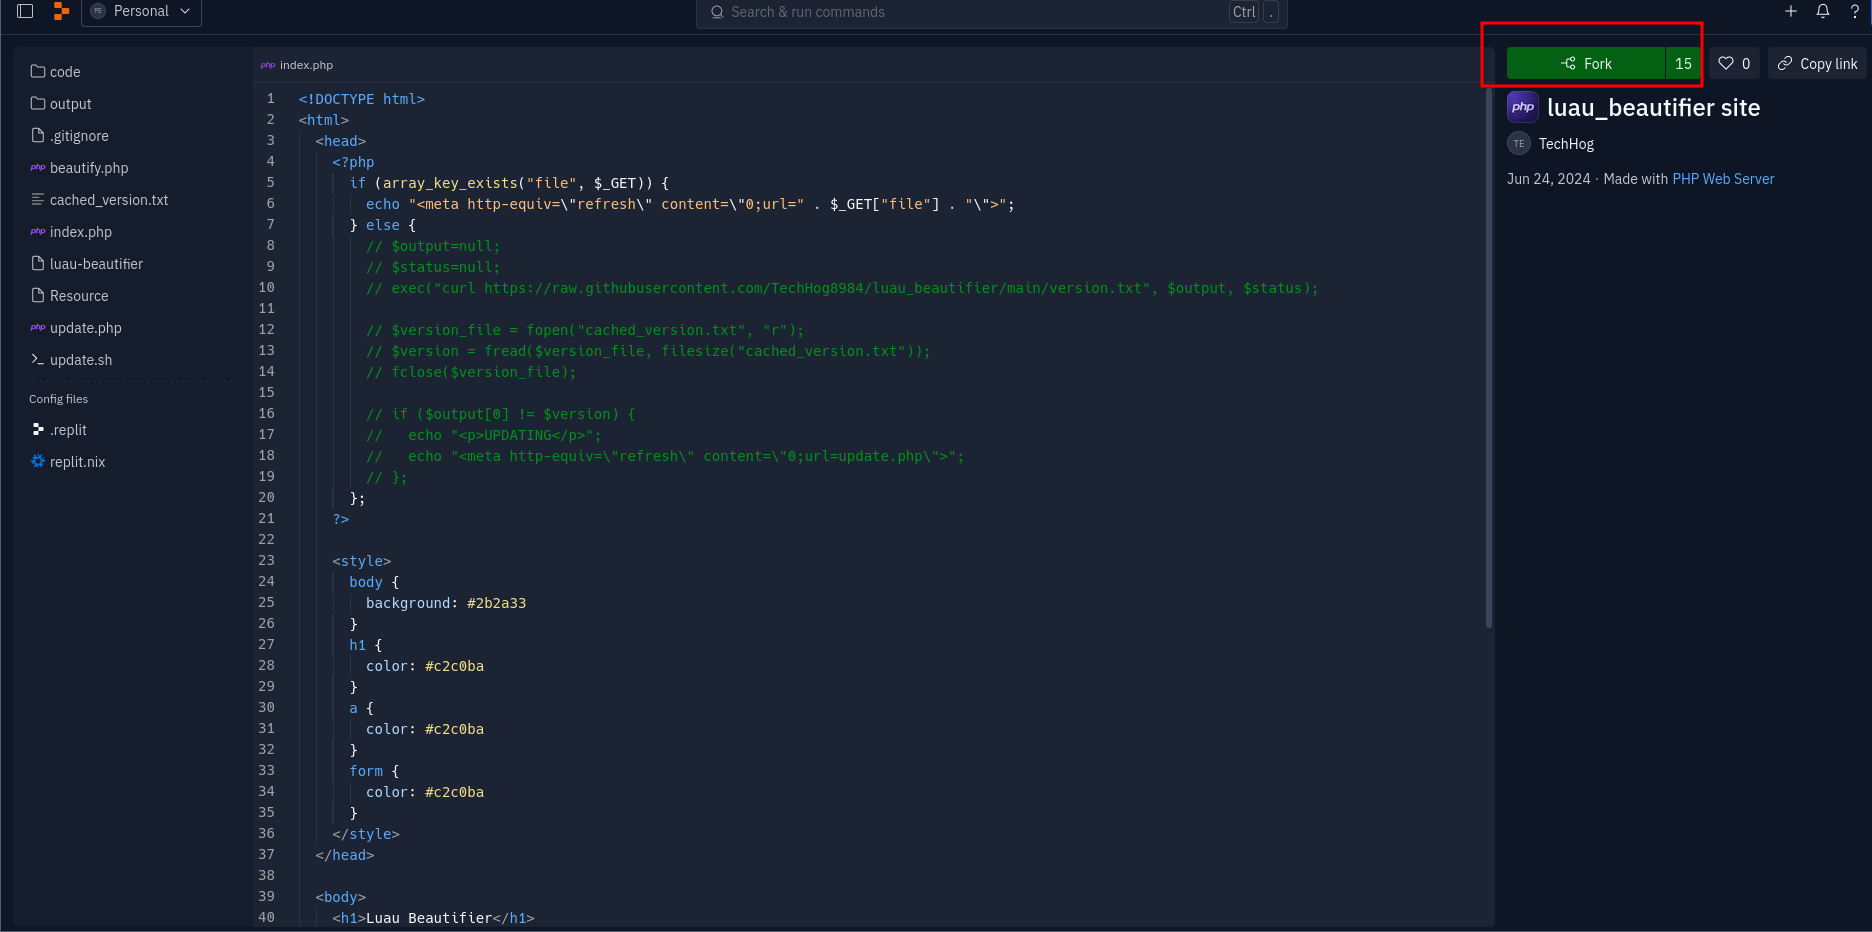 PE Personal
Search & run commands Ctrl .
?
code
output
.gitignore
php beautify.php
cached_version.txt
php index.php
luau-beautifier
Resource
php update.php
update.sh
Config files
.replit
replit.nix
php index.php
1 <!DOCTYPE html>
2 <html>
3 <head>
4 <?php
5 if (array_key_exists("file", $_GET)) {
6 echo "<meta http-equiv=\"refresh\" content=\"0;url=" . $_GET["file"] . "\">";
7 } else {
8 // $output=null;
9 // $status=null;
10 // exec("curl https://raw.githubusercontent.com/TechHog8984/luau_beautifier/main/version.txt", $output, $status);
11
12 // $version_file = fopen("cached_version.txt", "r");
13 // $version = fread($version_file, filesize("cached_version.txt"));
14 // fclose($version_file);
15
16 // if ($output[0] != $version) {
17 //   echo "<p>UPDATING</p>";
18 //   echo "<meta http-equiv=\"refresh\" content=\"0;url=update.php\">";
19 // };
20 };
21 ?>
22
23 <style>
24 body {
25 background: #2b2a33
26 }
27 h1 {
28 color: #c2c0ba
29 }
30 a {
31 color: #c2c0ba
32 }
33 form {
34 color: #c2c0ba
35 }
36 </style>
37 </head>
38
39 <body>
40 <h1>Luau Beautifier</h1>
Fork 15 0 Copy link
php luau_beautifier site
TE TechHog
Jun 24, 2024 · Made with PHP Web Server